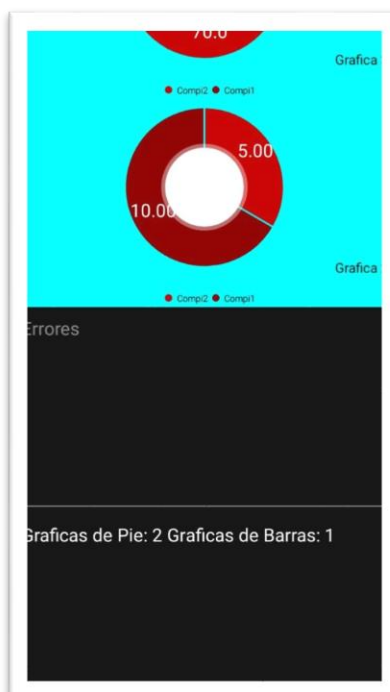 70.0
Grafica
Compi2 Compi1
5.00
10.00
Grafica
Compi2 Compi1
Errores
Graficas de Pie: 2 Graficas de Barras: 1